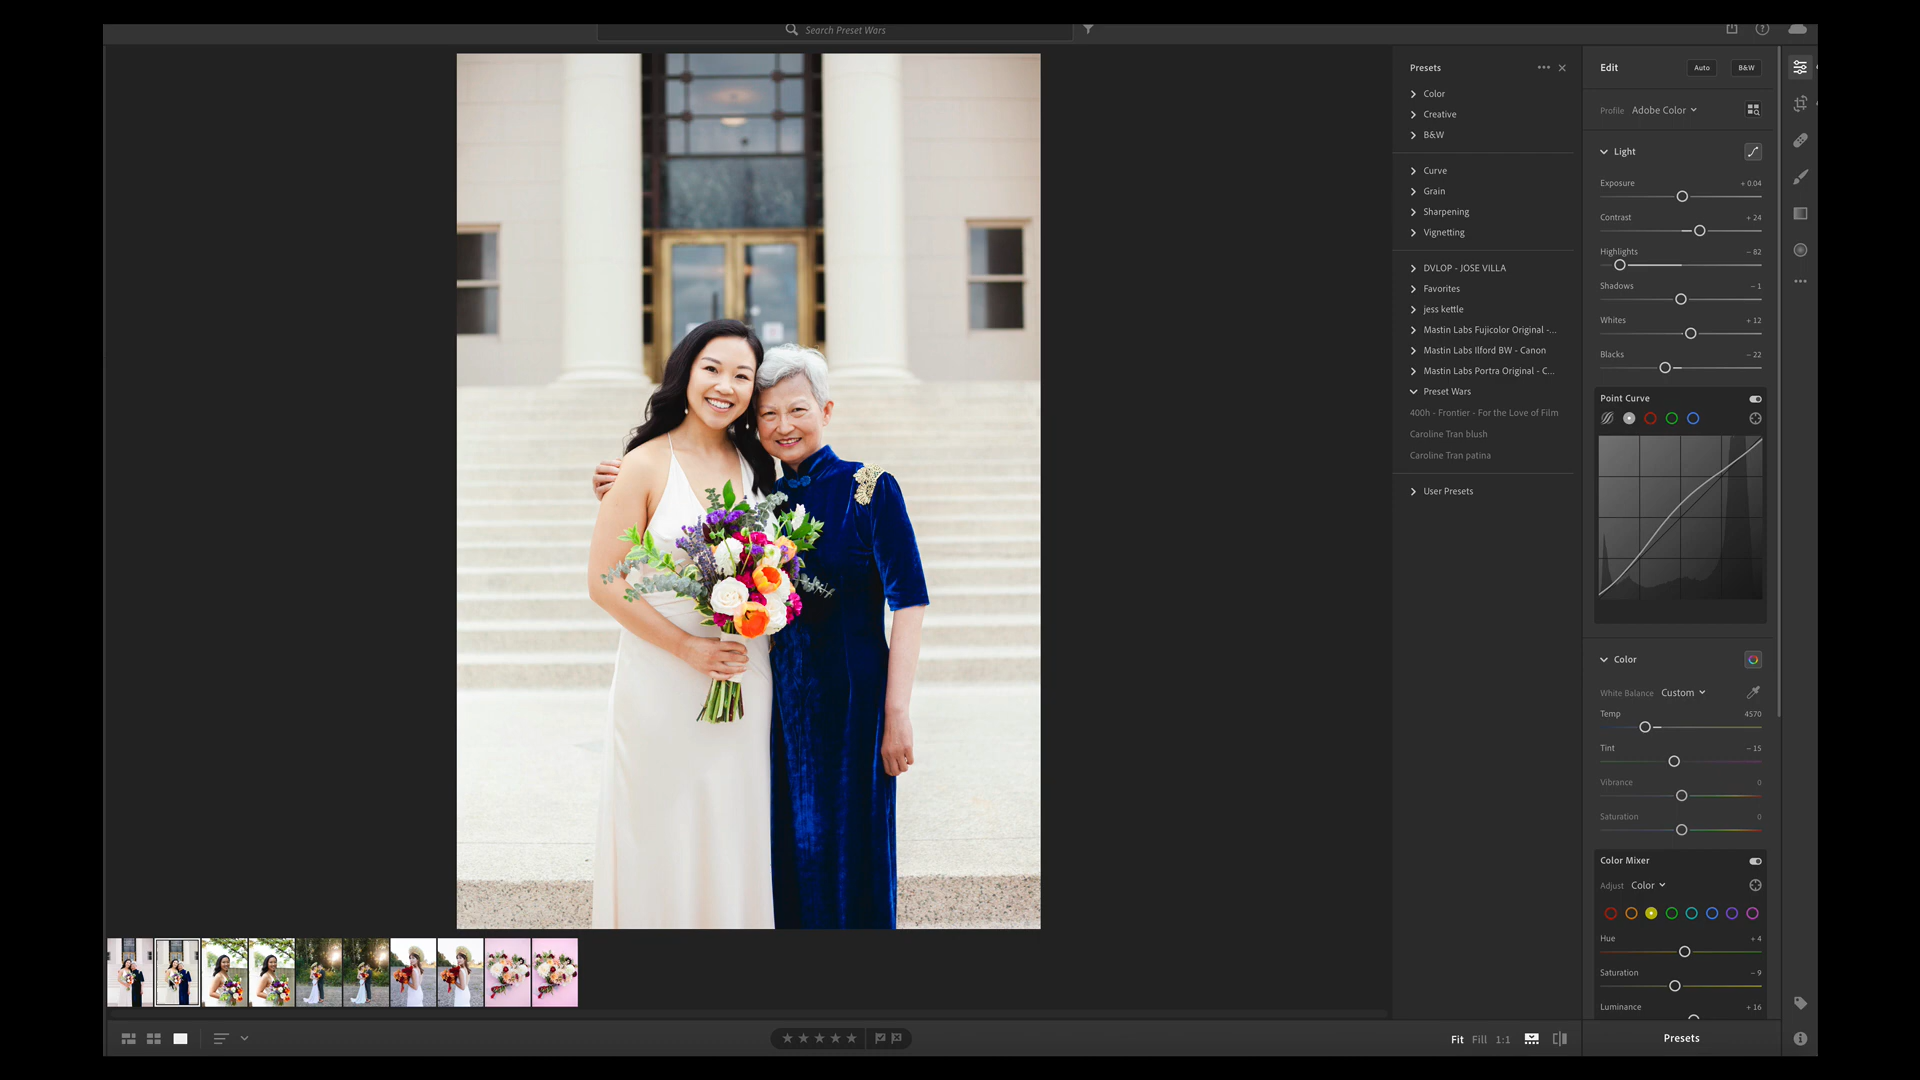 Search Preset Wars
Presets
Color
Creative
B&W
Curve
Grain
Sharpening
Vignetting
DVLOP - JOSE VILLA
Favorites
jess kettle
Mastin Labs Fujicolor Original -...
Mastin Labs Ilford BW - Canon
Mastin Labs Portra Original - C...
Preset Wars
400h - Frontier - For the Love of Film
Caroline Tran blush
Caroline Tran patina
User Presets
Edit Auto B&W
Profile Adobe Color
Light
Exposure + 0.04
Contrast + 24
Highlights − 82
Shadows − 1
Whites + 12
Blacks − 22
Point Curve
Color
White Balance Custom
Temp 4570
Tint − 15
Vibrance 0
Saturation 0
Color Mixer
Adjust Color
Hue + 4
Saturation − 9
Luminance + 16
Fit Fill 1:1
Presets